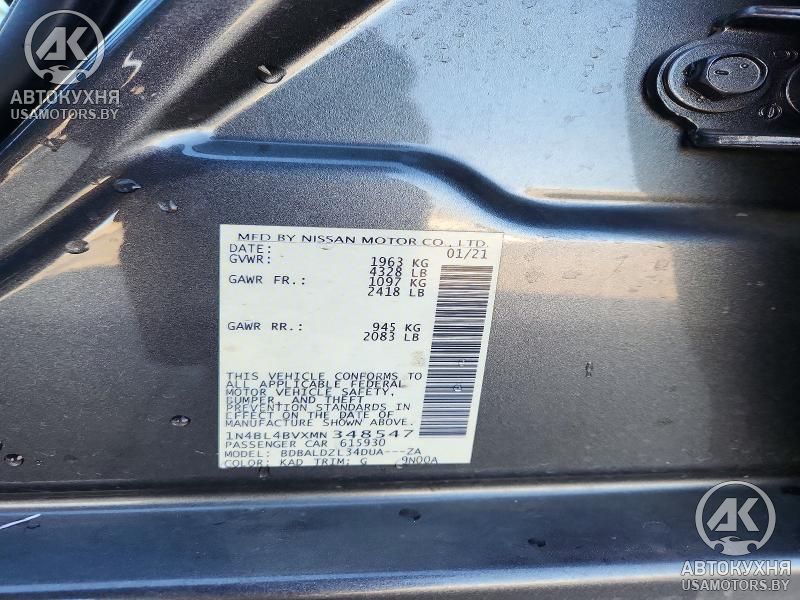 АК
АВТОКУХНЯ
USAMOTORS.BY
MFD BY NISSAN MOTOR CO., LTD.
DATE: 01/21
GVWR: 1963 KG
4328 LB
GAWR FR.: 1097 KG
2418 LB
GAWR RR.: 945 KG
2083 LB
THIS VEHICLE CONFORMS TO
ALL APPLICABLE FEDERAL
MOTOR VEHICLE SAFETY,
BUMPER, AND THEFT
PREVENTION STANDARDS IN
EFFECT ON THE DATE OF
MANUFACTURE SHOWN ABOVE.
1N4BL4BVXMN348547
PASSENGER CAR 615930
MODEL: BDBALDZL34DUA---ZA
COLOR: KAD TRIM: G 9N00A
АК
АВТОКУХНЯ
USAMOTORS.BY